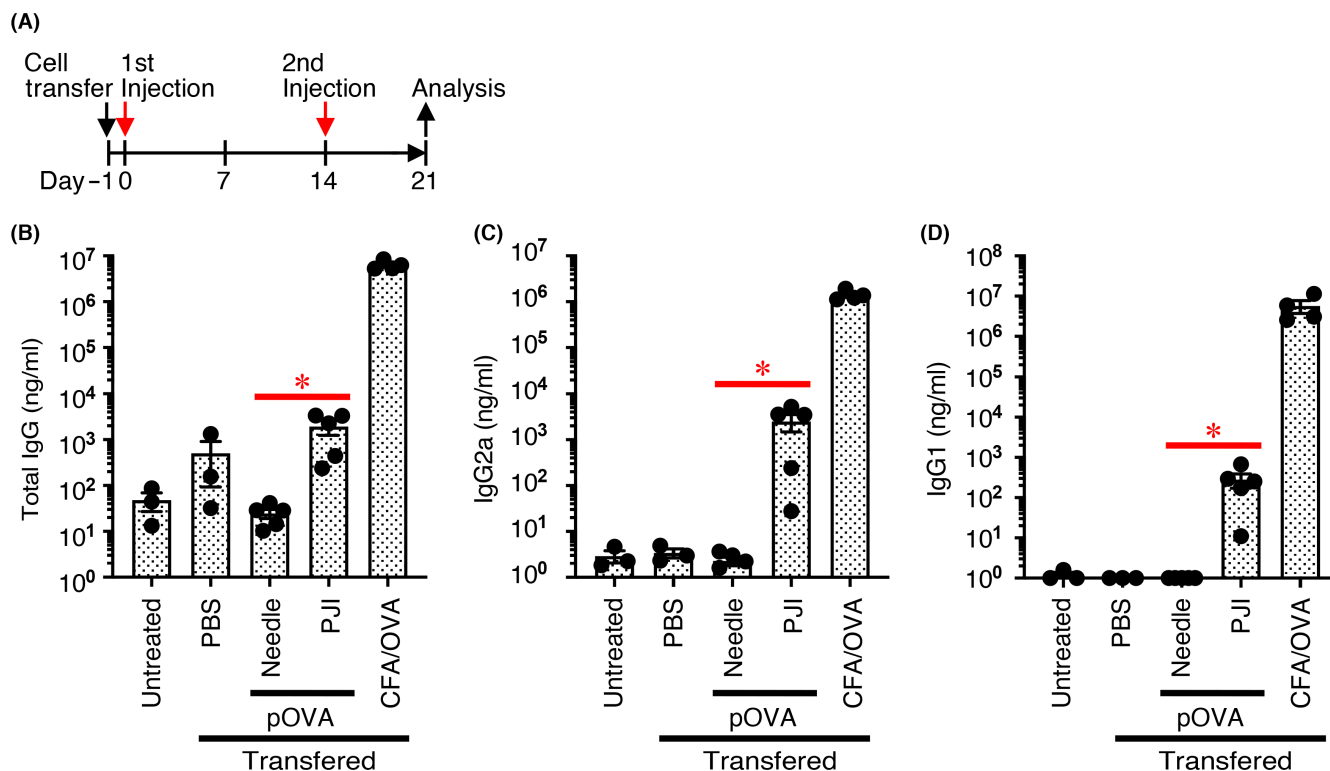 (A)
Cell 1st 2nd
transfer Injection Injection Analysis
Day –1 0 7 14 21
(B) (C) (D)
Total IgG (ng/ml)
10⁷
10⁶
10⁵
10⁴
10³
10²
10¹
10⁰
*
Untreated
PBS
Needle
PJI
CFA/OVA
pOVA
Transfered
IgG2a (ng/ml)
10⁷
10⁶
10⁵
10⁴
10³
10²
10¹
10⁰
*
Untreated
PBS
Needle
PJI
CFA/OVA
pOVA
Transfered
IgG1 (ng/ml)
10⁸
10⁷
10⁶
10⁵
10⁴
10³
10²
10¹
10⁰
*
Untreated
PBS
Needle
PJI
CFA/OVA
pOVA
Transfered